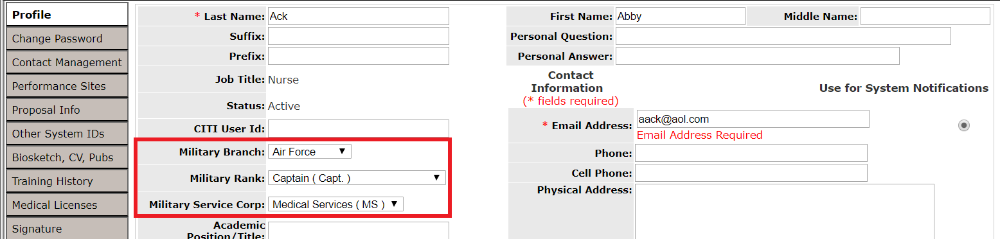 Profile
Change Password
Contact Management
Performance Sites
Proposal Info
Other System IDs
Biosketch, CV, Pubs
Training History
Medical Licenses
Signature
* Last Name: Ack
Suffix:
Prefix:
Job Title: Nurse
Status: Active
CITI User Id:
Military Branch: Air Force
Military Rank: Captain ( Capt. )
Military Service Corp: Medical Services ( MS )
Academic
Position/Title:
First Name: Abby Middle Name:
Personal Question:
Personal Answer:
Contact
Information
(* fields required)
Use for System Notifications
* Email Address: aack@aol.com
Email Address Required
Phone:
Cell Phone:
Physical Address: